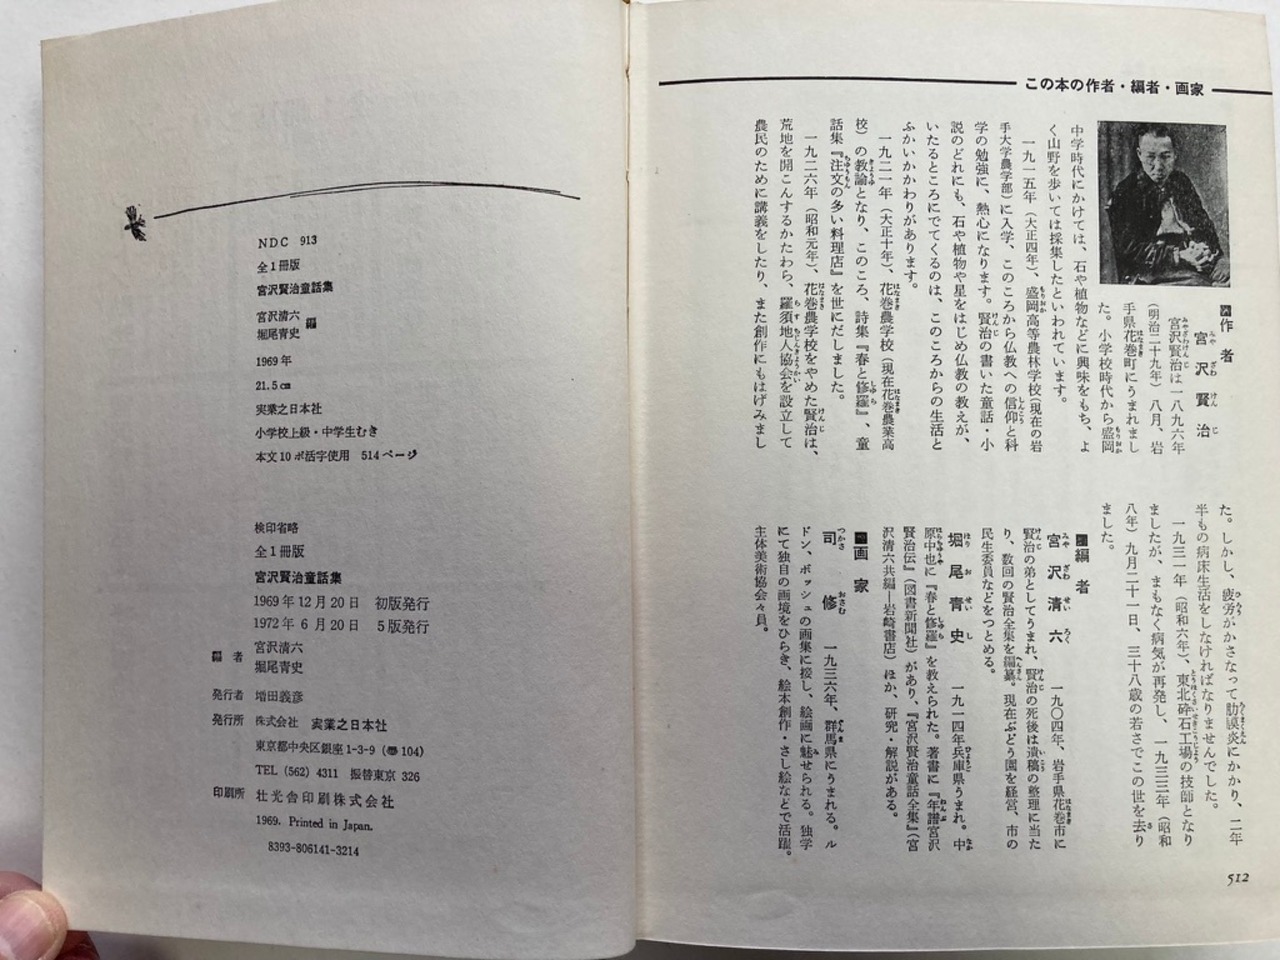 この本の作者・編者・画家
■作者
宮沢賢治
みやざわけんじ
宮沢賢治は一八九六年
(明治二十九年)八月、岩
手県花巻町にうまれまし
た。小学校時代から盛岡
中学時代にかけては、石や植物などに興味をもち、よ
く山野を歩いては採集したといわれています。
一九一五年(大正四年)、盛岡高等農林学校(現在の岩
手大学農学部)に入学、このころから仏教への信仰と科
学の勉強に、熱心になります。賢治の書いた童話・小
説のどれにも、石や植物や星をはじめ仏教の教えが、
いたるところにでてくるのは、このころからの生活と
ふかいかかわりがあります。
一九二一年(大正十年)、花巻農学校(現在花巻農業高
校)の教諭となり、このころ、詩集『春と修羅』、童
話集『注文の多い料理店』を世にだしました。
一九二六年(昭和元年)、花巻農学校をやめた賢治は、
荒地を開こんするかたわら、羅須地人協会を設立して
農民のために講義をしたり、また創作にもはげみまし
た。しかし、疲労がかさなって肋膜炎にかかり、二年
半もの病床生活をしなければなりませんでした。
一九三一年(昭和六年)、東北砕石工場の技師となり
ましたが、まもなく病気が再発し、一九三三年(昭和
八年)九月二十一日、三十八歳の若さでこの世を去り
ました。
■編者
宮沢清六 一九〇四年、岩手県花巻市に
みやざわせいろく
賢治の弟としてうまれ、賢治の死後は遺稿の整理に当た
り、数回の賢治全集を編纂。現在ぶどう園を経営、市の
民生委員などをつとめる。
堀尾青史 一九一四年兵庫県うまれ。中
ほりおせいし
原中也に『春と修羅』を教えられた。著書に『年譜宮沢
賢治伝』(図書新聞社)があり、『宮沢賢治童話全集』(宮
沢清六共編―岩崎書店)ほか、研究・解説がある。
■画家
司修 一九三六年、群馬県にうまれる。ル
つかさおさむ
ドン、ボッシュの画集に接し、絵画に魅せられる。独学
にて独自の画境をひらき、絵本創作・さし絵などで活躍。
主体美術協会々員。
512
NDC 913
全1冊版
宮沢賢治童話集
宮沢清六
堀尾青史 編
1969年
21.5㎝
実業之日本社
小学校上級・中学生むき
本文10ポ活字使用 514ページ
検印省略
全1冊版
宮沢賢治童話集
1969年12月20日 初版発行
1972年6月20日 5版発行
編者 宮沢清六
堀尾青史
発行者 増田義彦
発行所 株式会社 実業之日本社
東京都中央区銀座1-3-9(〒104)
TEL (562) 4311 振替東京 326
印刷所 壮光舎印刷株式会社
1969. Printed in Japan.
8393-806141-3214